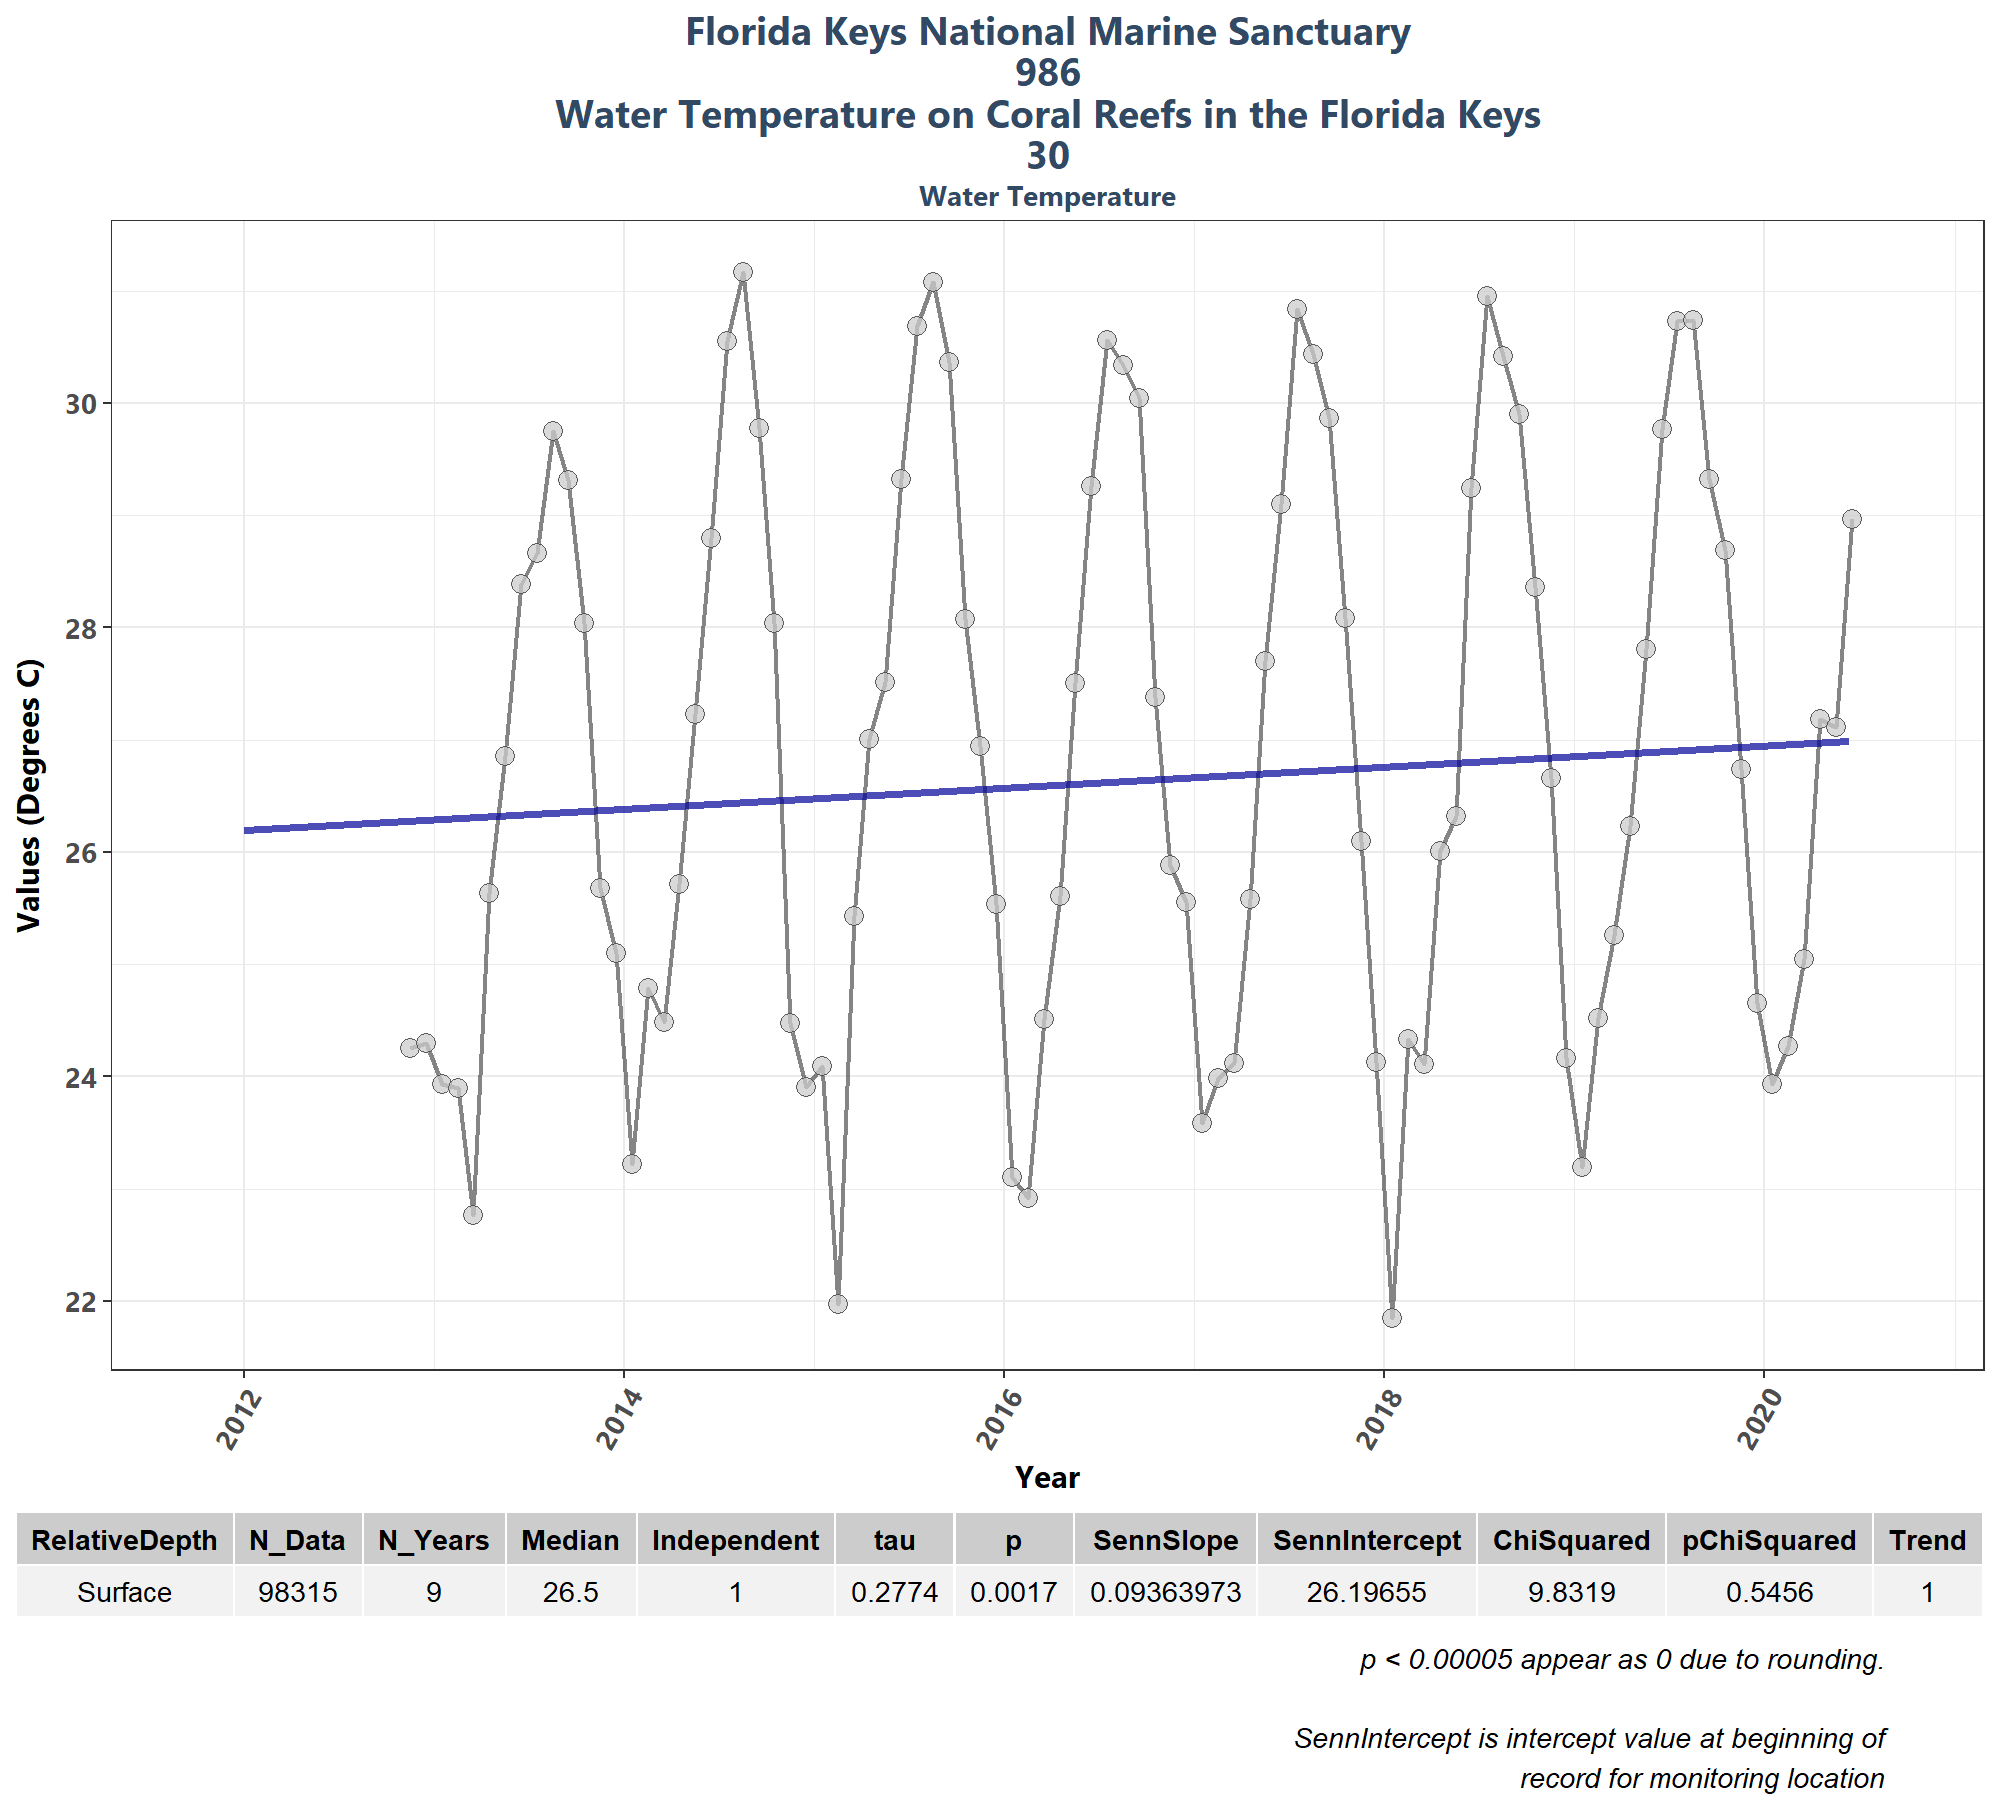 Florida Keys National Marine Sanctuary
986
Water Temperature on Coral Reefs in the Florida Keys
30
Water Temperature
30
28
26
24
22
Values (Degrees C)
2012
2014
2016
2018
2020
Year
RelativeDepth N_Data N_Years Median Independent tau p SennSlope SennIntercept ChiSquared pChiSquared Trend
Surface 98315 9 26.5 1 0.2774 0.0017 0.09363973 26.19655 9.8319 0.5456 1
p < 0.00005 appear as 0 due to rounding.
SennIntercept is intercept value at beginning of
record for monitoring location